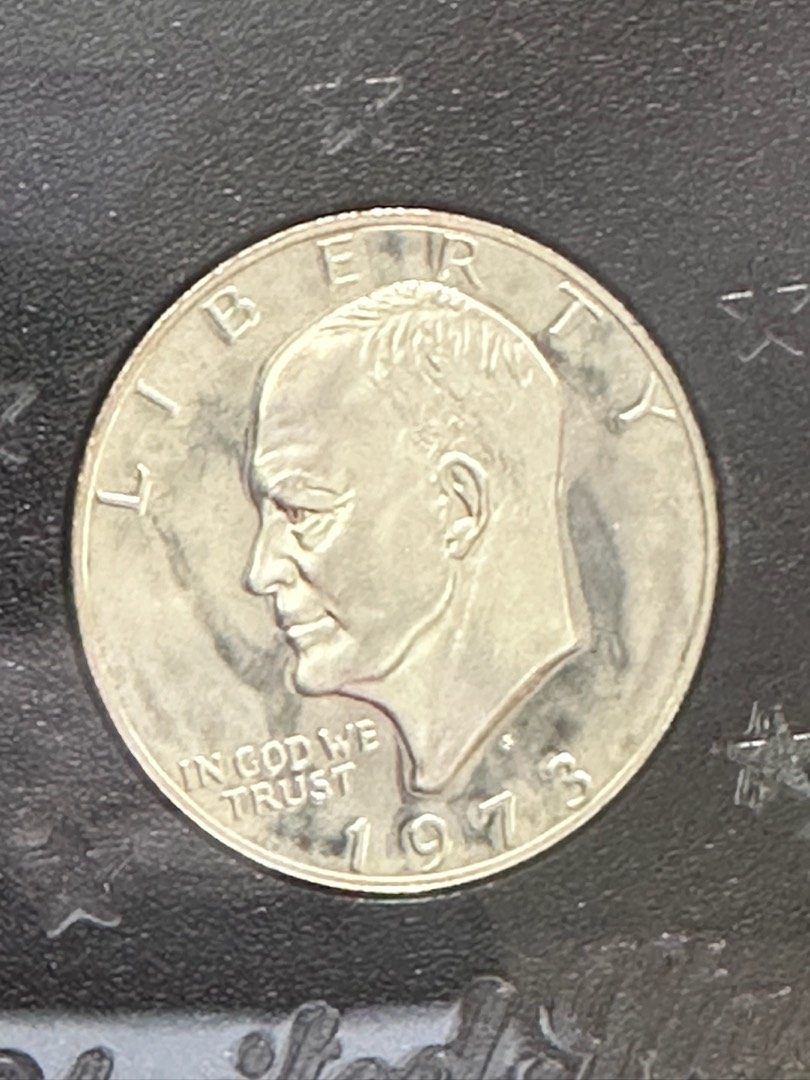 LIBERTY
IN GOD WE
TRUST
1973